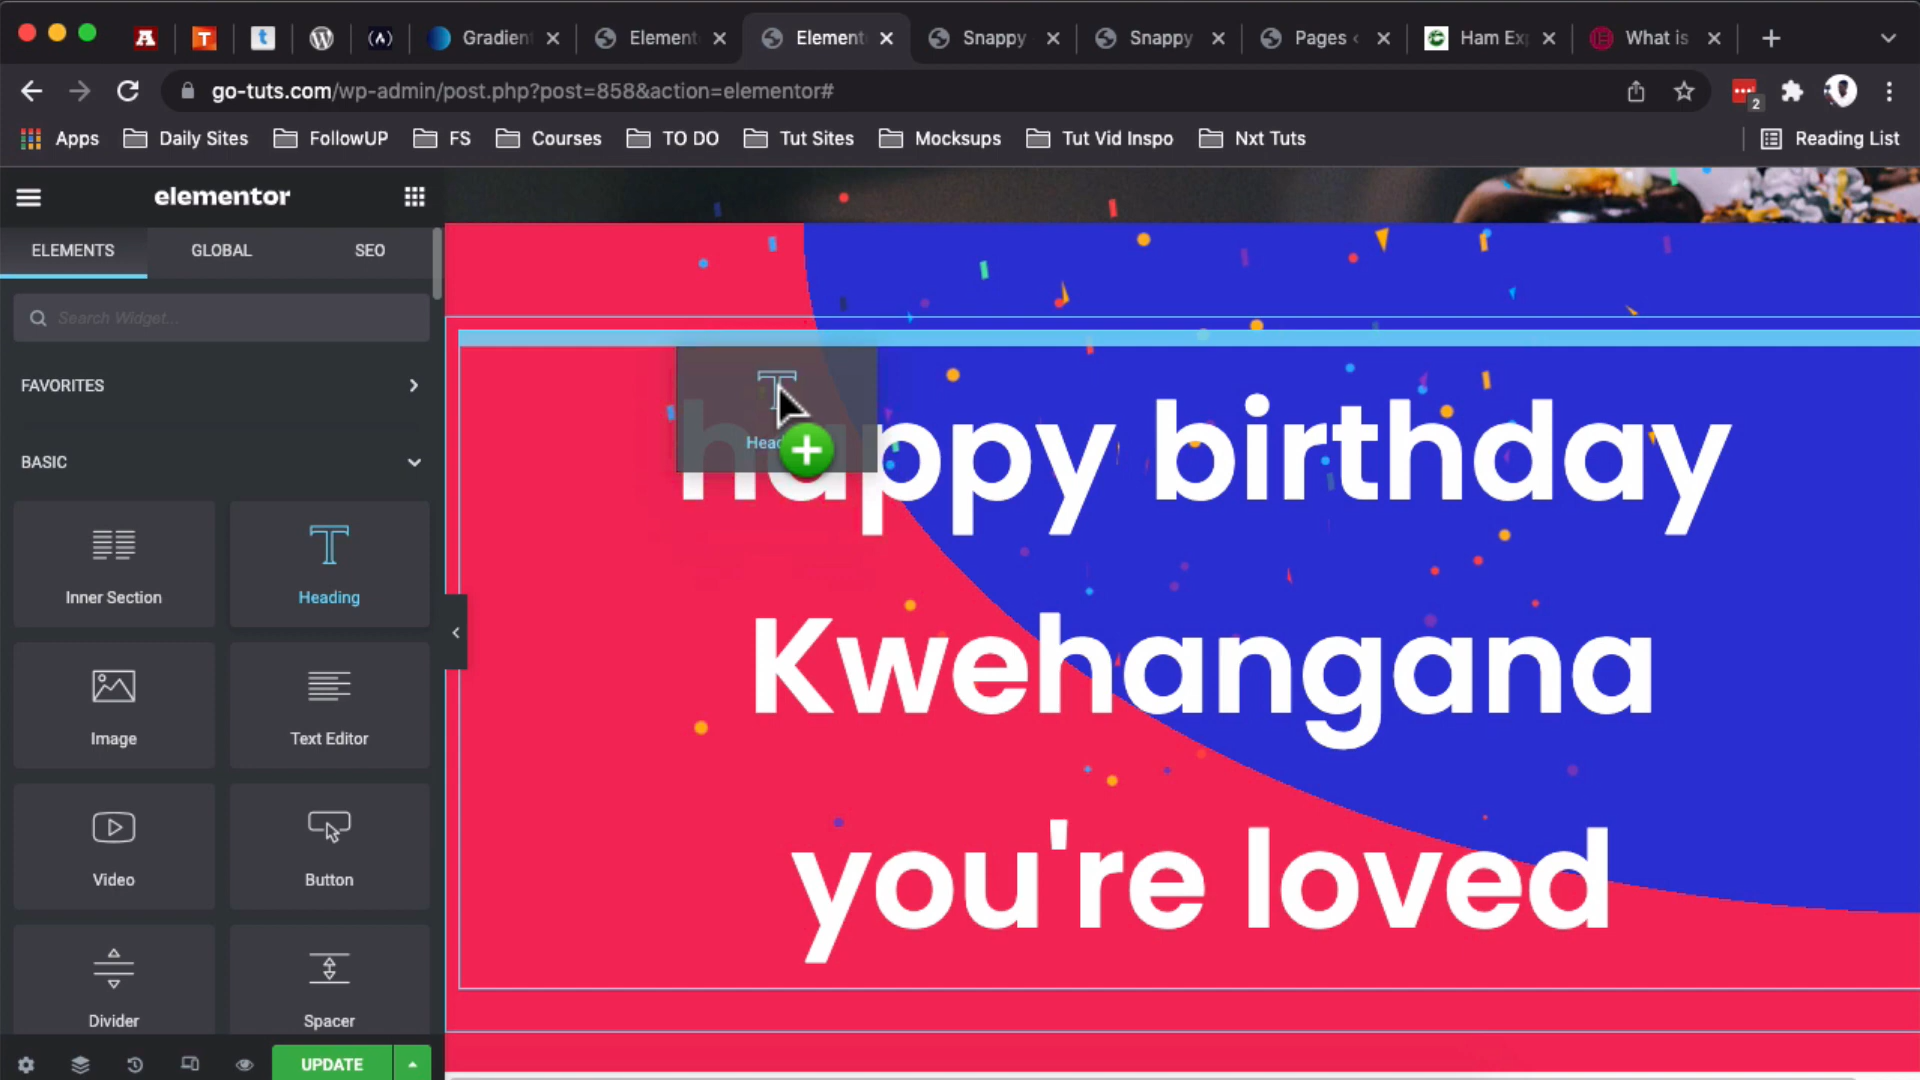 Gradien
Element
Element
Snappy
Snappy
Pages
Ham Exp
What is
go-tuts.com/wp-admin/post.php?post=858&action=elementor#
2
Apps
Daily Sites
FollowUP
FS
Courses
TO DO
Tut Sites
Mocksups
Tut Vid Inspo
Nxt Tuts
Reading List
elementor
ELEMENTS
GLOBAL
SEO
Search Widget...
FAVORITES
BASIC
Inner Section
Heading
Image
Text Editor
Video
Button
Divider
Spacer
UPDATE
happy birthday
Kwehangana
you're loved